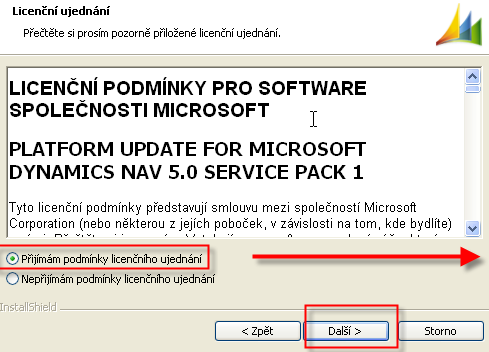 Licenční ujednání
Přečtěte si prosím pozorně přiložené licenční ujednání.
LICENČNÍ PODMÍNKY PRO SOFTWARE
SPOLEČNOSTI MICROSOFT
PLATFORM UPDATE FOR MICROSOFT
DYNAMICS NAV 5.0 SERVICE PACK 1
Tyto licenční podmínky představují smlouvu mezi společností Microsoft
Corporation (nebo některou z jejích poboček, v závislosti na tom, kde bydlíte)
Přijímám podmínky licenčního ujednání
Nepřijímám podmínky licenčního ujednání
InstallShield
< Zpět
Další >
Storno